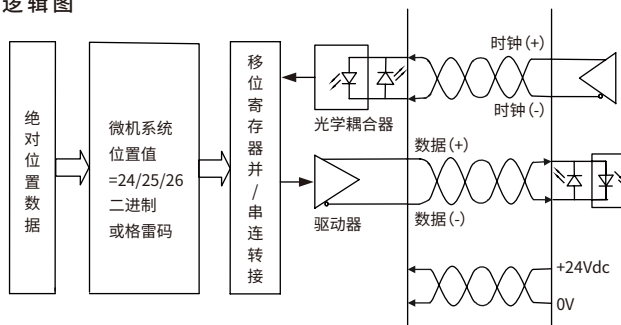 逻辑图
绝对位置数据
微机系统
位置值
=24/25/26
二进制
或格雷码
移位寄存器并/串连转接
光学耦合器
驱动器
时钟(+)
时钟(-)
数据(+)
数据(-)
+24Vdc
0V